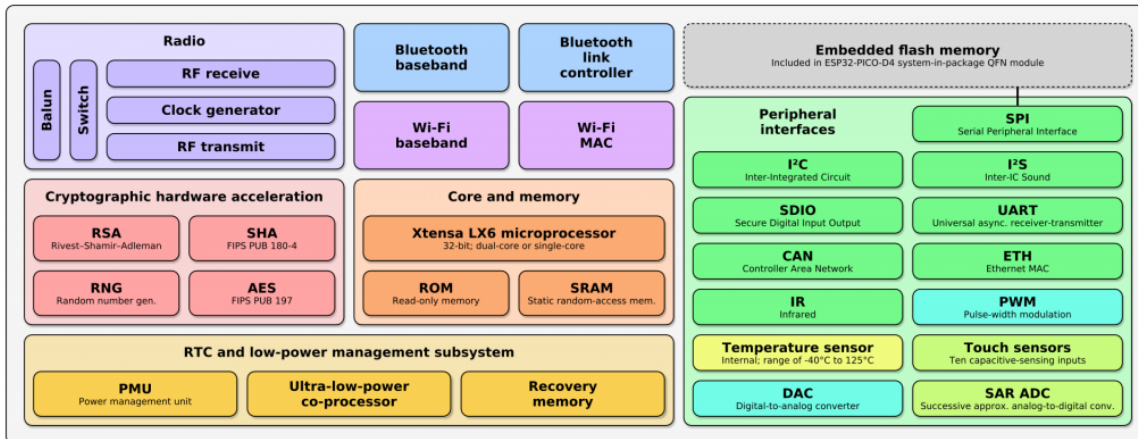 Radio
Balun
Switch
RF receive
Clock generator
RF transmit
Bluetooth
baseband
Bluetooth
link
controller
Wi-Fi
baseband
Wi-Fi
MAC
Embedded flash memory
Included in ESP32-PICO-D4 system-in-package QFN module
Peripheral
interfaces
SPI
Serial Peripheral Interface
I²C
Inter-Integrated Circuit
I²S
Inter-IC Sound
SDIO
Secure Digital Input Output
UART
Universal async. receiver-transmitter
CAN
Controller Area Network
ETH
Ethernet MAC
IR
Infrared
PWM
Pulse-width modulation
Temperature sensor
Internal; range of -40°C to 125°C
Touch sensors
Ten capacitive-sensing inputs
DAC
Digital-to-analog converter
SAR ADC
Successive approx. analog-to-digital conv.
Cryptographic hardware acceleration
RSA
Rivest–Shamir–Adleman
SHA
FIPS PUB 180-4
RNG
Random number gen.
AES
FIPS PUB 197
Core and memory
Xtensa LX6 microprocessor
32-bit; dual-core or single-core
ROM
Read-only memory
SRAM
Static random-access mem.
RTC and low-power management subsystem
PMU
Power management unit
Ultra-low-power
co-processor
Recovery
memory